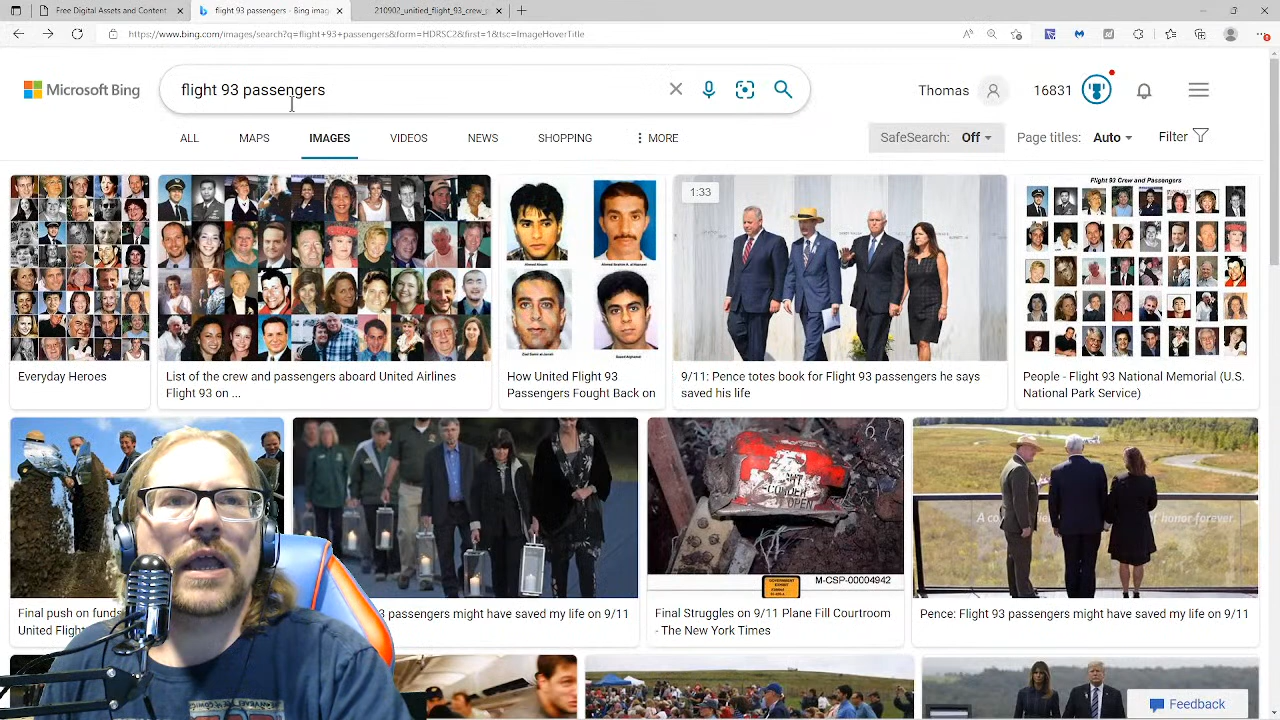 Free Digital Assets and Content
flight 93 passengers - Bing imag
210902_united_flight_93_crew_p
https://www.bing.com/images/search?q=flight+93+passengers&form=HDRSC2&first=1&tsc=ImageHoverTitle
Microsoft Bing
flight 93 passengers
Thomas
16831
ALL
MAPS
IMAGES
VIDEOS
NEWS
SHOPPING
MORE
SafeSearch: Off
Page titles: Auto
Filter
1:33
Flight 93 Crew and Passengers
Everyday Heroes
List of the crew and passengers aboard United Airlines
Flight 93 on ...
How United Flight 93
Passengers Fought Back on
9/11: Pence totes book for Flight 93 passengers he says
saved his life
People - Flight 93 National Memorial (U.S.
National Park Service)
OPEN
M-CSP-00004942
of honor forever.
Final push on funds
United Flight
3 passengers might have saved my life on 9/11
Final Struggles on 9/11 Plane Fill Courtroom
- The New York Times
Pence: Flight 93 passengers might have saved my life on 9/11
Feedback